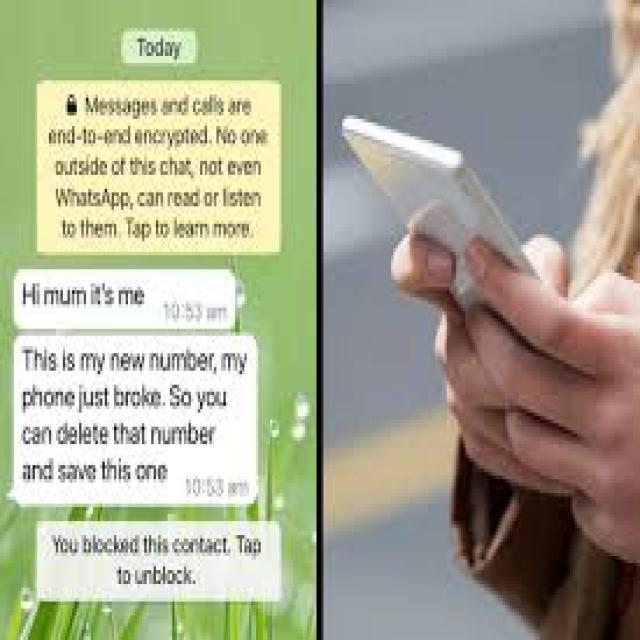 Today
Messages and calls are
end-to-end encrypted. No one
outside of this chat, not even
WhatsApp, can read or listen
to them. Tap to learn more.
Hi mum it's me
10:53 am
This is my new number, my
phone just broke. So you
can delete that number
and save this one
10:53 am
You blocked this contact. Tap
to unblock.